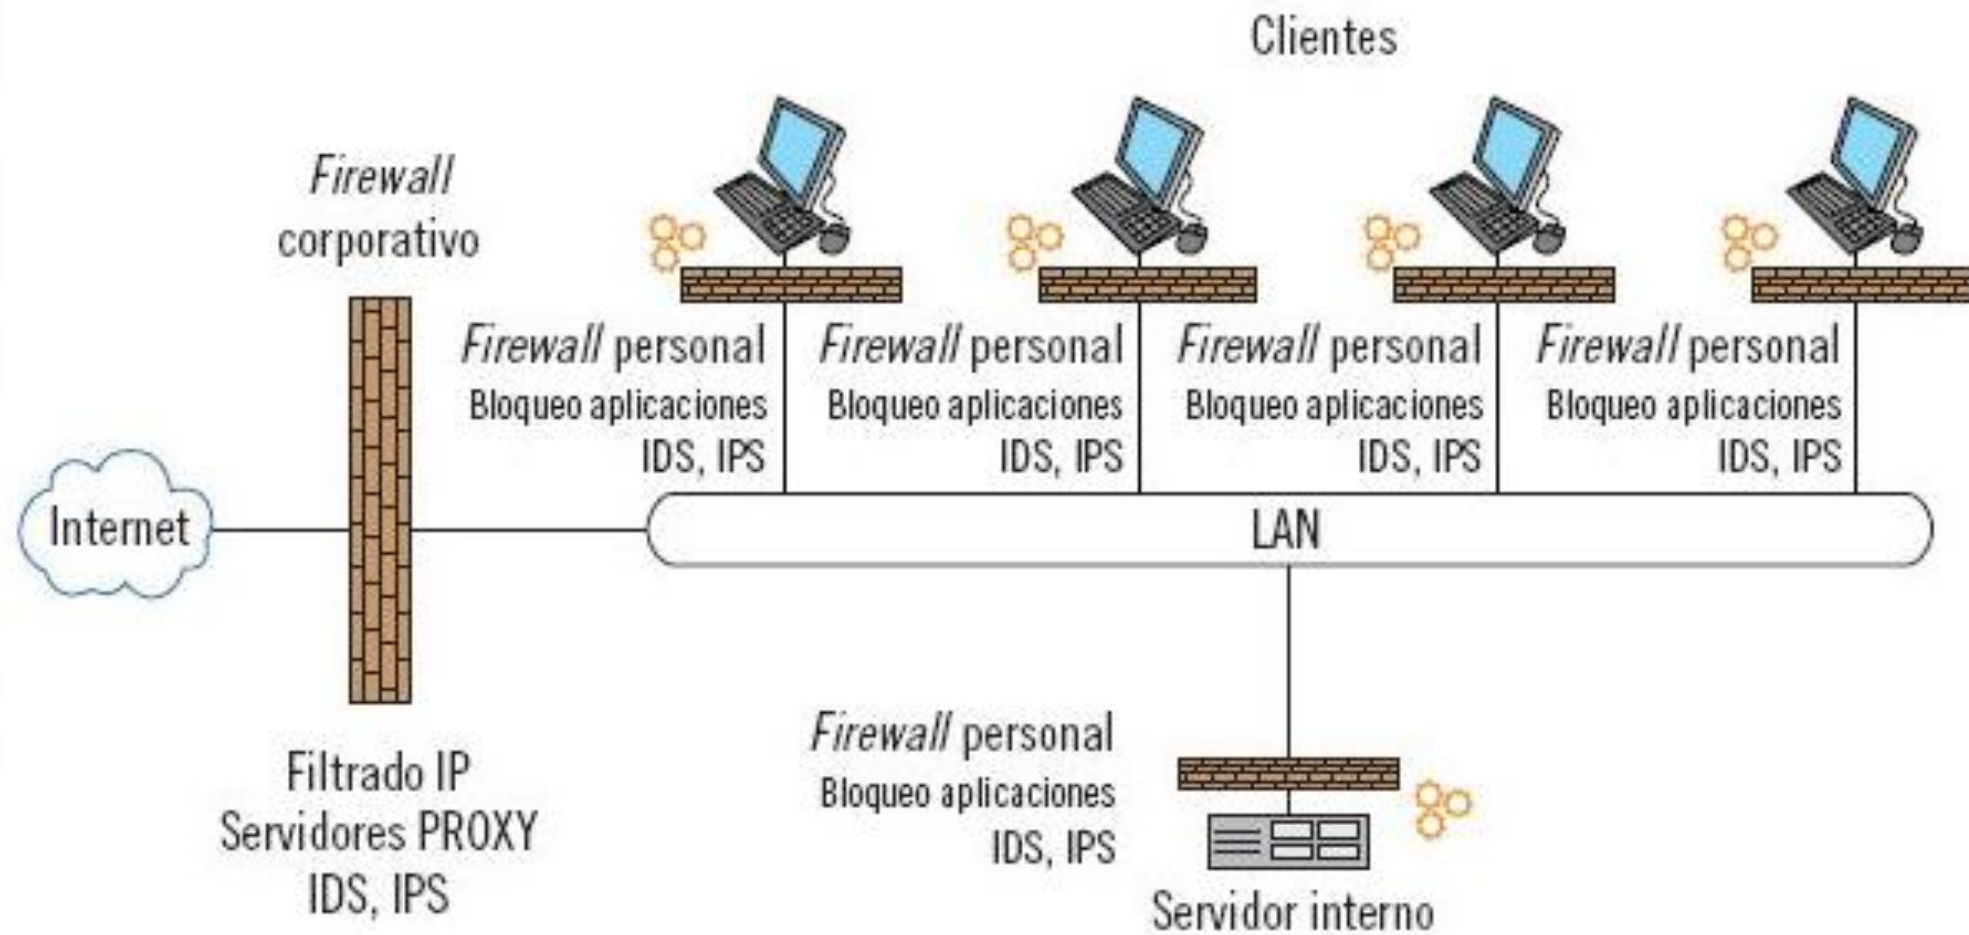 Clientes
Firewall
corporativo
Firewall personal
Bloqueo aplicaciones
IDS, IPS
Firewall personal
Bloqueo aplicaciones
IDS, IPS
Firewall personal
Bloqueo aplicaciones
IDS, IPS
Firewall personal
Bloqueo aplicaciones
IDS, IPS
Internet
LAN
Filtrado IP
Servidores PROXY
IDS, IPS
Firewall personal
Bloqueo aplicaciones
IDS, IPS
Servidor interno